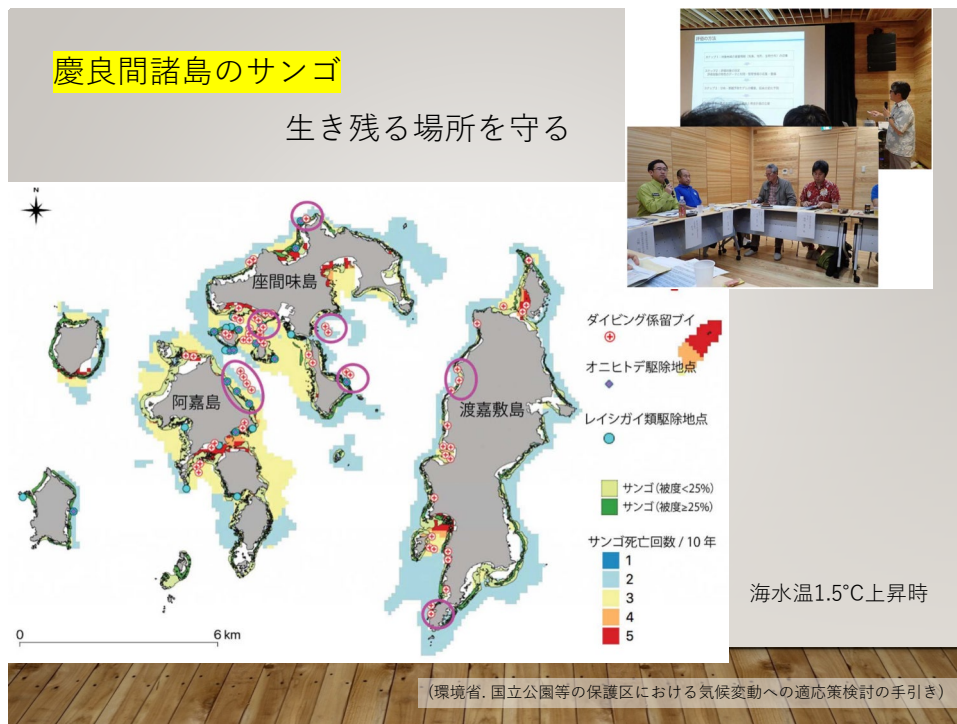 慶良間諸島のサンゴ
生き残る場所を守る
N
座間味島
阿嘉島
渡嘉敷島
ダイビング係留ブイ
オニヒトデ駆除地点
レイシガイ類駆除地点
サンゴ(被度<25%)
サンゴ(被度≥25%)
サンゴ死亡回数 / 10 年
1
2
3
4
5
海水温1.5℃上昇時
0 6 km
(環境省. 国立公園等の保護区における気候変動への適応策検討の手引き)